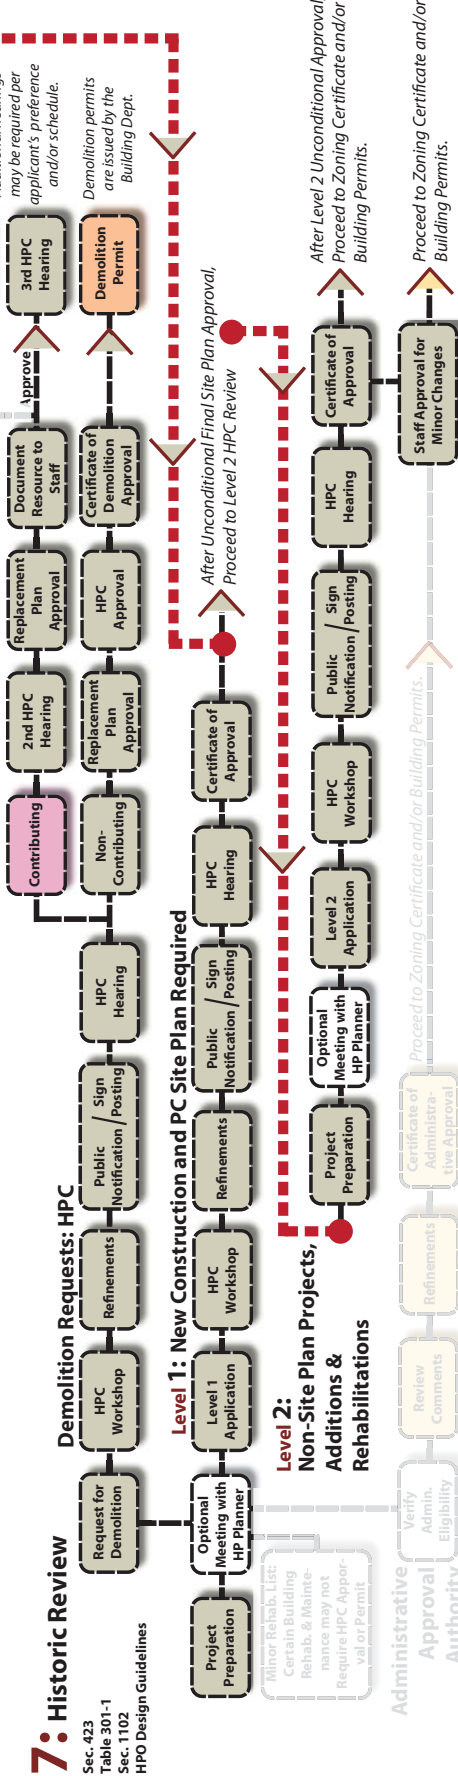 7: Historic Review
Sec. 423
Table 301-1
Sec. 1102
HPO Design Guidelines
Demolition Requests: HPC
Request for
Demolition
HPC
Workshop
Refinements
Public
Notification / Sign
Posting
HPC
Hearing
Contributing
2nd HPC
Hearing
Replacement
Plan
Approval
Document
Resource to
Staff
Approve
3rd HPC
Hearing
may be required per
applicant's preference
and/or schedule.
Non-
Contributing
Replacement
Plan
Approval
HPC
Approval
Certificate of
Demolition
Approval
Demolition
Permit
Demolition permits
are issued by the
Building Dept.
Level 1: New Construction and PC Site Plan Required
Project
Preparation
Optional
Meeting with
HP Planner
Level 1
Application
HPC
Workshop
Refinements
Public
Notification / Sign
Posting
HPC
Hearing
Certificate of
Approval
After Unconditional Final Site Plan Approval,
Proceed to Level 2 HPC Review
Level 2:
Non-Site Plan Projects,
Additions &
Rehabilitations
Project
Preparation
Optional
Meeting with
HP Planner
Level 2
Application
HPC
Workshop
Public
Notification / Sign
Posting
HPC
Hearing
Certificate of
Approval
After Level 2 Unconditional Approval,
Proceed to Zoning Certificate and/or
Building Permits.
Minor Rehab. List:
Certain Building
Rehab. & Mainte-
nance may not
Require HPC Appor-
val or Permit
Administrative
Approval
Authority
Verify
Admin.
Eligibility
Review
Comments
Refinements
Certificate of
Administra-
tive Approval
Proceed to Zoning Certificate and/or Building Permits.
Staff Approval for
Minor Changes
Proceed to Zoning Certificate and/or
Building Permits.